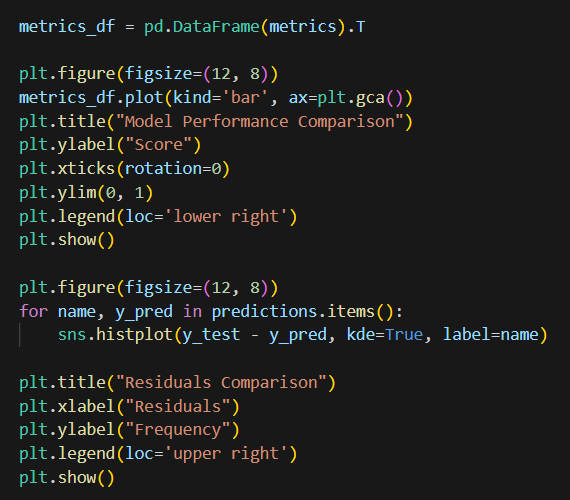 metrics_df = pd.DataFrame(metrics).T

plt.figure(figsize=(12, 8))
metrics_df.plot(kind='bar', ax=plt.gca())
plt.title("Model Performance Comparison")
plt.ylabel("Score")
plt.xticks(rotation=0)
plt.ylim(0, 1)
plt.legend(loc='lower right')
plt.show()

plt.figure(figsize=(12, 8))
for name, y_pred in predictions.items():
    sns.histplot(y_test - y_pred, kde=True, label=name)

plt.title("Residuals Comparison")
plt.xlabel("Residuals")
plt.ylabel("Frequency")
plt.legend(loc='upper right')
plt.show()